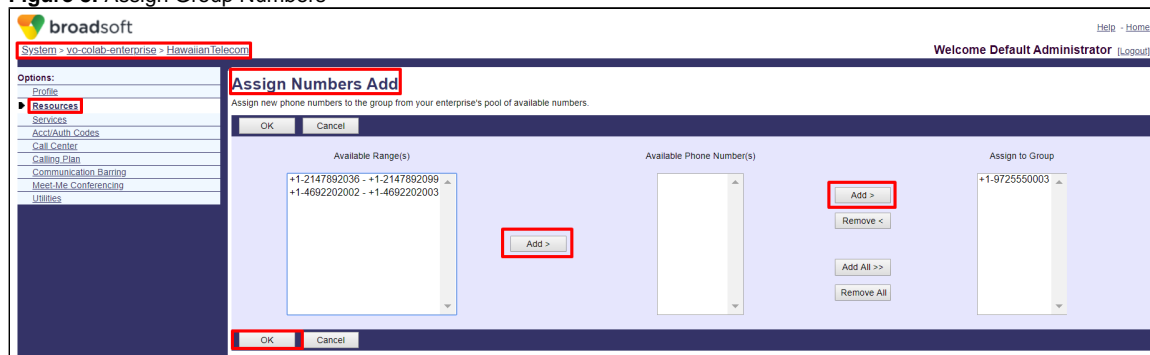 Figure 3. Assign Group Numbers
broadsoft
Help - Home
System > vo-colab-enterprise > HawaiianTelecom
Welcome Default Administrator [Logout]
Options:
Profile
Resources
Services
Acct/Auth Codes
Call Center
Calling Plan
Communication Barring
Meet-Me Conferencing
Utilities
Assign Numbers Add
Assign new phone numbers to the group from your enterprise's pool of available numbers.
OK Cancel
Available Range(s) Available Phone Number(s) Assign to Group
+1-2147892036 - +1-2147892099
+1-4692202002 - +1-4692202003
+1-9725550003
Add >
Add >
Remove <
Add All >>
Remove All
OK Cancel